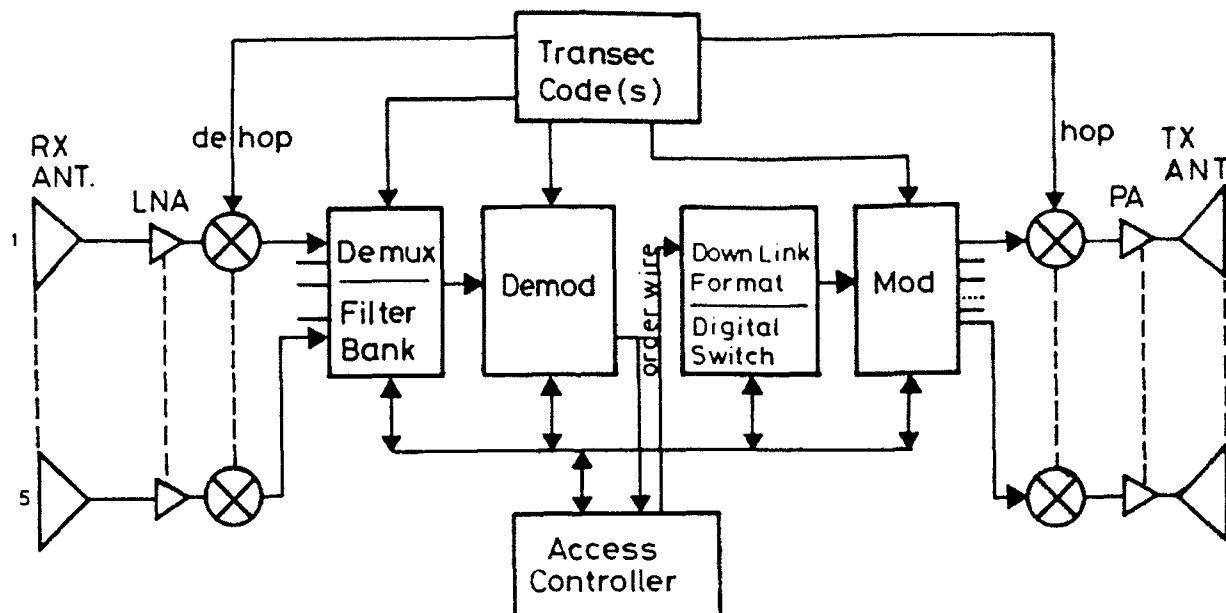 Transec
Code(s)
de hop
hop
RX
ANT.
TX
ANT
LNA
PA
1
Demux
Filter
Bank
Demod
order wire
Down Link
Format
Digital
Switch
Mod
5
Access
Controller